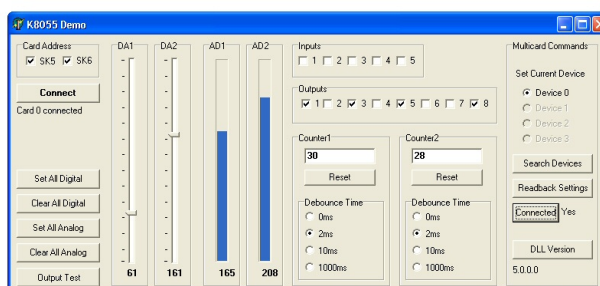 K8055 Demo
Card Address
SK5 SK6
Connect
Card 0 connected
Set All Digital
Clear All Digital
Set All Analog
Clear All Analog
Output Test
DA1
61
DA2
161
AD1
165
AD2
208
Inputs
1 2 3 4 5
Outputs
1 2 3 4 5 6 7 8
Counter1
30
Reset
Debounce Time
0ms
2ms
10ms
1000ms
Counter2
28
Reset
Debounce Time
0ms
2ms
10ms
1000ms
Multicard Commands
Set Current Device
Device 0
Device 1
Device 2
Device 3
Search Devices
Readback Settings
Connected Yes
DLL Version
5.0.0.0